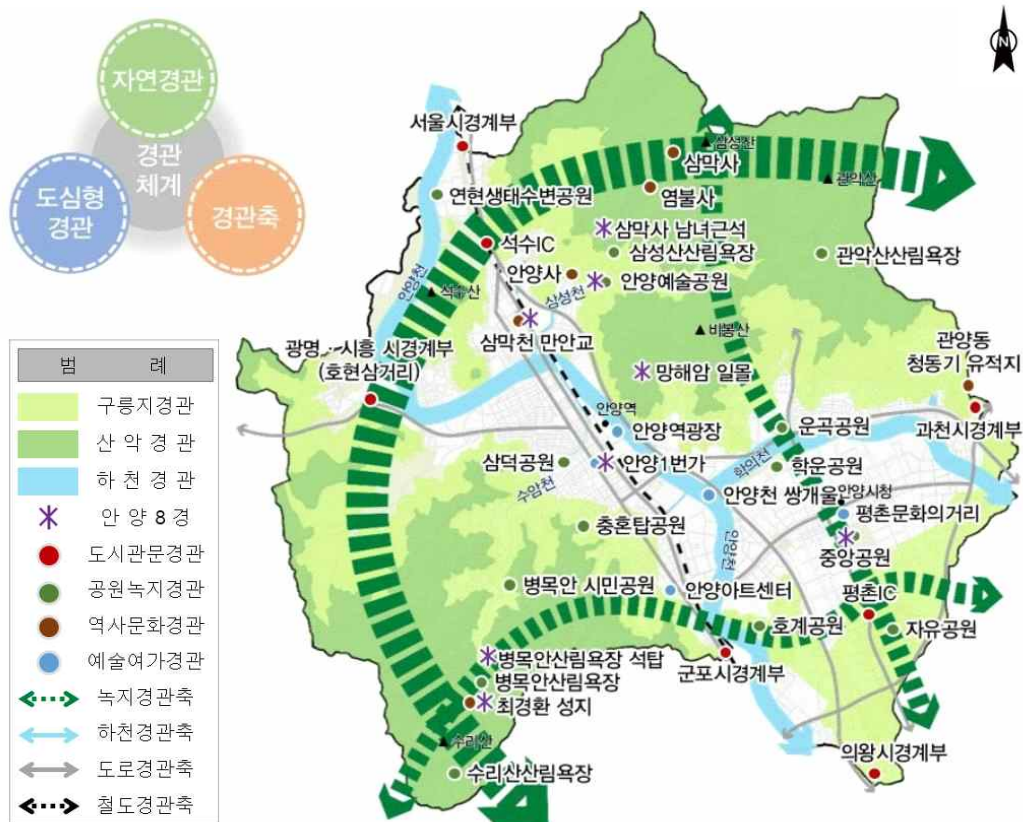 자연경관
경관
체계
도심형
경관
경관축
N
범 례
구릉지경관
산악경관
하천경관
안양8경
도시관문경관
공원녹지경관
역사문화경관
예술여가경관
녹지경관축
하천경관축
도로경관축
철도경관축
서울시경계부
삼성산
삼막사
관악산
연현생태수변공원
염불사
삼막사 남녀근석
석수IC
삼성산산림욕장
관악산산림욕장
안양천
안양사
안양예술공원
석수산
삼성천
삼막천 만안교
비봉산
광명·시흥 시경계부
(호현삼거리)
관양동
청동기 유적지
망해암 일몰
안양역
안양역광장
운곡공원
과천시경계부
삼덕공원
안양1번가
학의천
학운공원
수암천
안양천 쌍개울
안양시청
평촌문화의거리
충혼탑공원
안양천
중앙공원
병목안 시민공원
안양아트센터
평촌IC
호계공원
자유공원
병목안산림욕장 석탑
군포시경계부
병목안산림욕장
최경환 성지
수리산
의왕시경계부
수리산산림욕장